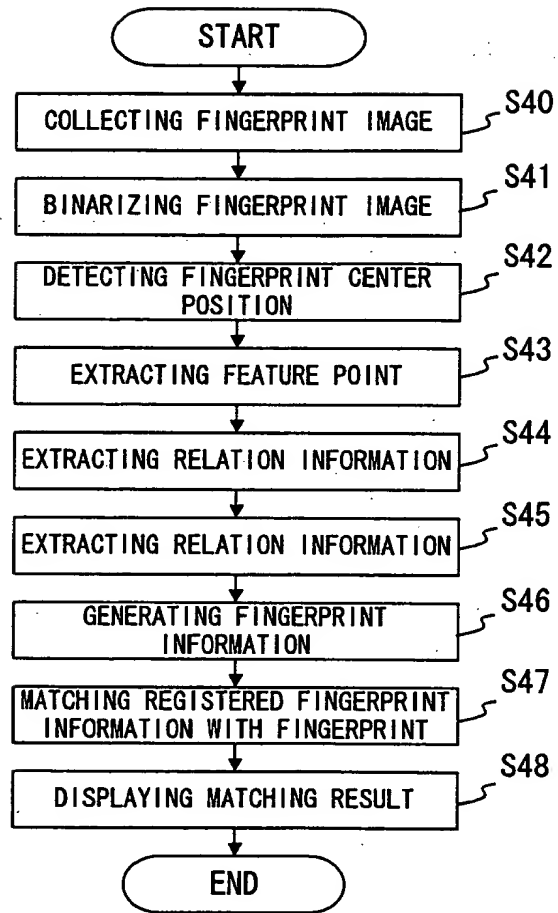 START
COLLECTING FINGERPRINT IMAGE
S40
BINARIZING FINGERPRINT IMAGE
S41
DETECTING FINGERPRINT CENTER
POSITION
S42
EXTRACTING FEATURE POINT
S43
EXTRACTING RELATION INFORMATION
S44
EXTRACTING RELATION INFORMATION
S45
GENERATING FINGERPRINT
INFORMATION
S46
MATCHING REGISTERED FINGERPRINT
INFORMATION WITH FINGERPRINT
S47
DISPLAYING MATCHING RESULT
S48
END